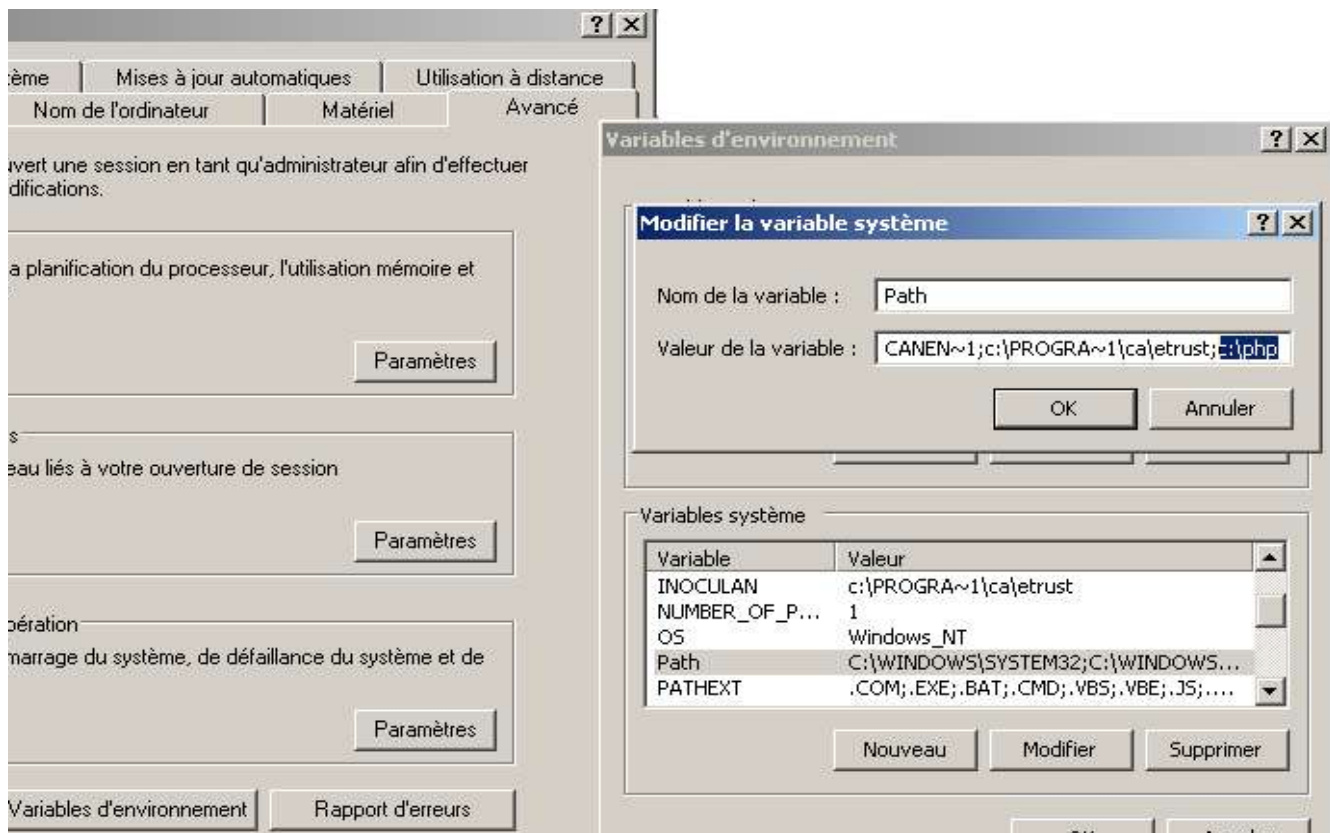 tème Mises à jour automatiques Utilisation à distance
Nom de l'ordinateur Matériel Avancé
uvert une session en tant qu'administrateur afin d'effectuer
difications.
a planification du processeur, l'utilisation mémoire et
Paramètres
s
eau liés à votre ouverture de session
Paramètres
pération
marrage du système, de défaillance du système et de
Paramètres
Variables d'environnement Rapport d'erreurs
Variables d'environnement
Modifier la variable système
Nom de la variable : Path
Valeur de la variable : CANEN~1;c:\PROGRA~1\ca\etrust;c:\php
OK Annuler
Variables système
Variable Valeur
INOCULAN c:\PROGRA~1\ca\etrust
NUMBER_OF_P... 1
OS Windows_NT
Path C:\WINDOWS\SYSTEM32;C:\WINDOWS...
PATHEXT .COM;.EXE;.BAT;.CMD;.VBS;.VBE;.JS;....
Nouveau Modifier Supprimer